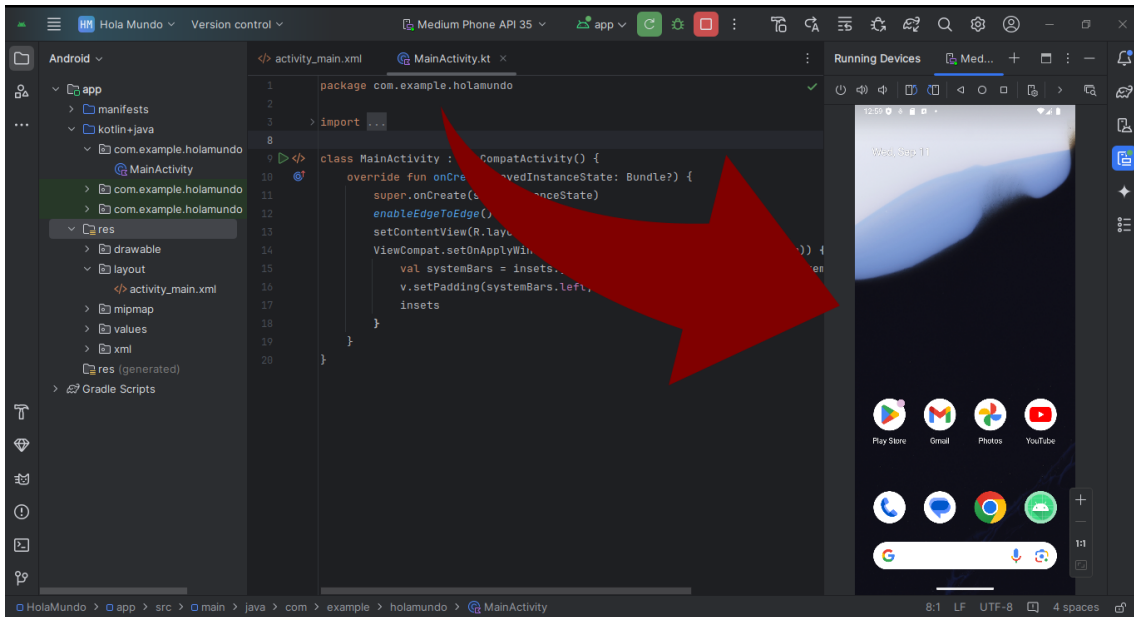 HM Hola Mundo Version control Medium Phone API 35 app
Android
activity_main.xml MainActivity.kt
Running Devices Med...
app
manifests
kotlin+java
com.example.holamundo
MainActivity
com.example.holamundo
com.example.holamundo
res
drawable
layout
activity_main.xml
mipmap
values
xml
res (generated)
Gradle Scripts
1 package com.example.holamundo
2
3 import ...
8
9 class MainActivity : CompatActivity() {
10 override fun onCre vedInstanceState: Bundle?) {
11 super.onCreate(s nceState)
12 enableEdgeToEdge()
13 setContentView(R.layo
14 ViewCompat.setOnApplyWin )) {
15 val systemBars = insets.
16 v.setPadding(systemBars.left,
17 insets
18 }
19 }
20 }
12:59
Wed, Sep 11
Play Store Gmail Photos YouTube
1:1
HolaMundo > app > src > main > java > com > example > holamundo > MainActivity
8:1 LF UTF-8 4 spaces